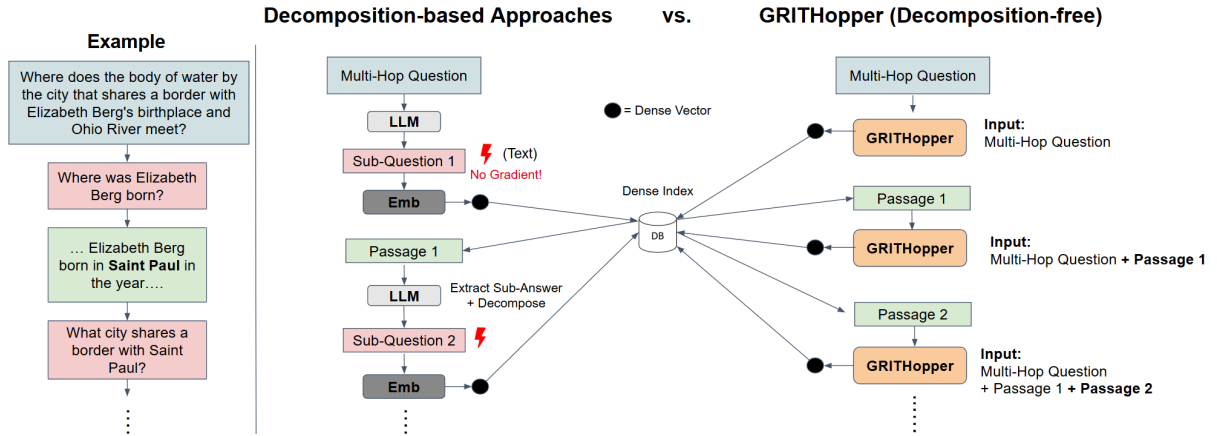 Decomposition-based Approaches vs. GRITHopper (Decomposition-free)
Example
Where does the body of water by
the city that shares a border with
Elizabeth Berg's birthplace and
Ohio River meet?
Where was Elizabeth
Berg born?
… Elizabeth Berg
born in Saint Paul in
the year….
What city shares a
border with Saint
Paul?
Multi-Hop Question
LLM
Sub-Question 1
(Text)
No Gradient!
Emb
Passage 1
LLM
Extract Sub-Answer
+ Decompose
Sub-Question 2
Emb
= Dense Vector
Dense Index
DB
Multi-Hop Question
GRITHopper
Input:
Multi-Hop Question
Passage 1
GRITHopper
Input:
Multi-Hop Question + Passage 1
Passage 2
GRITHopper
Input:
Multi-Hop Question
+ Passage 1 + Passage 2